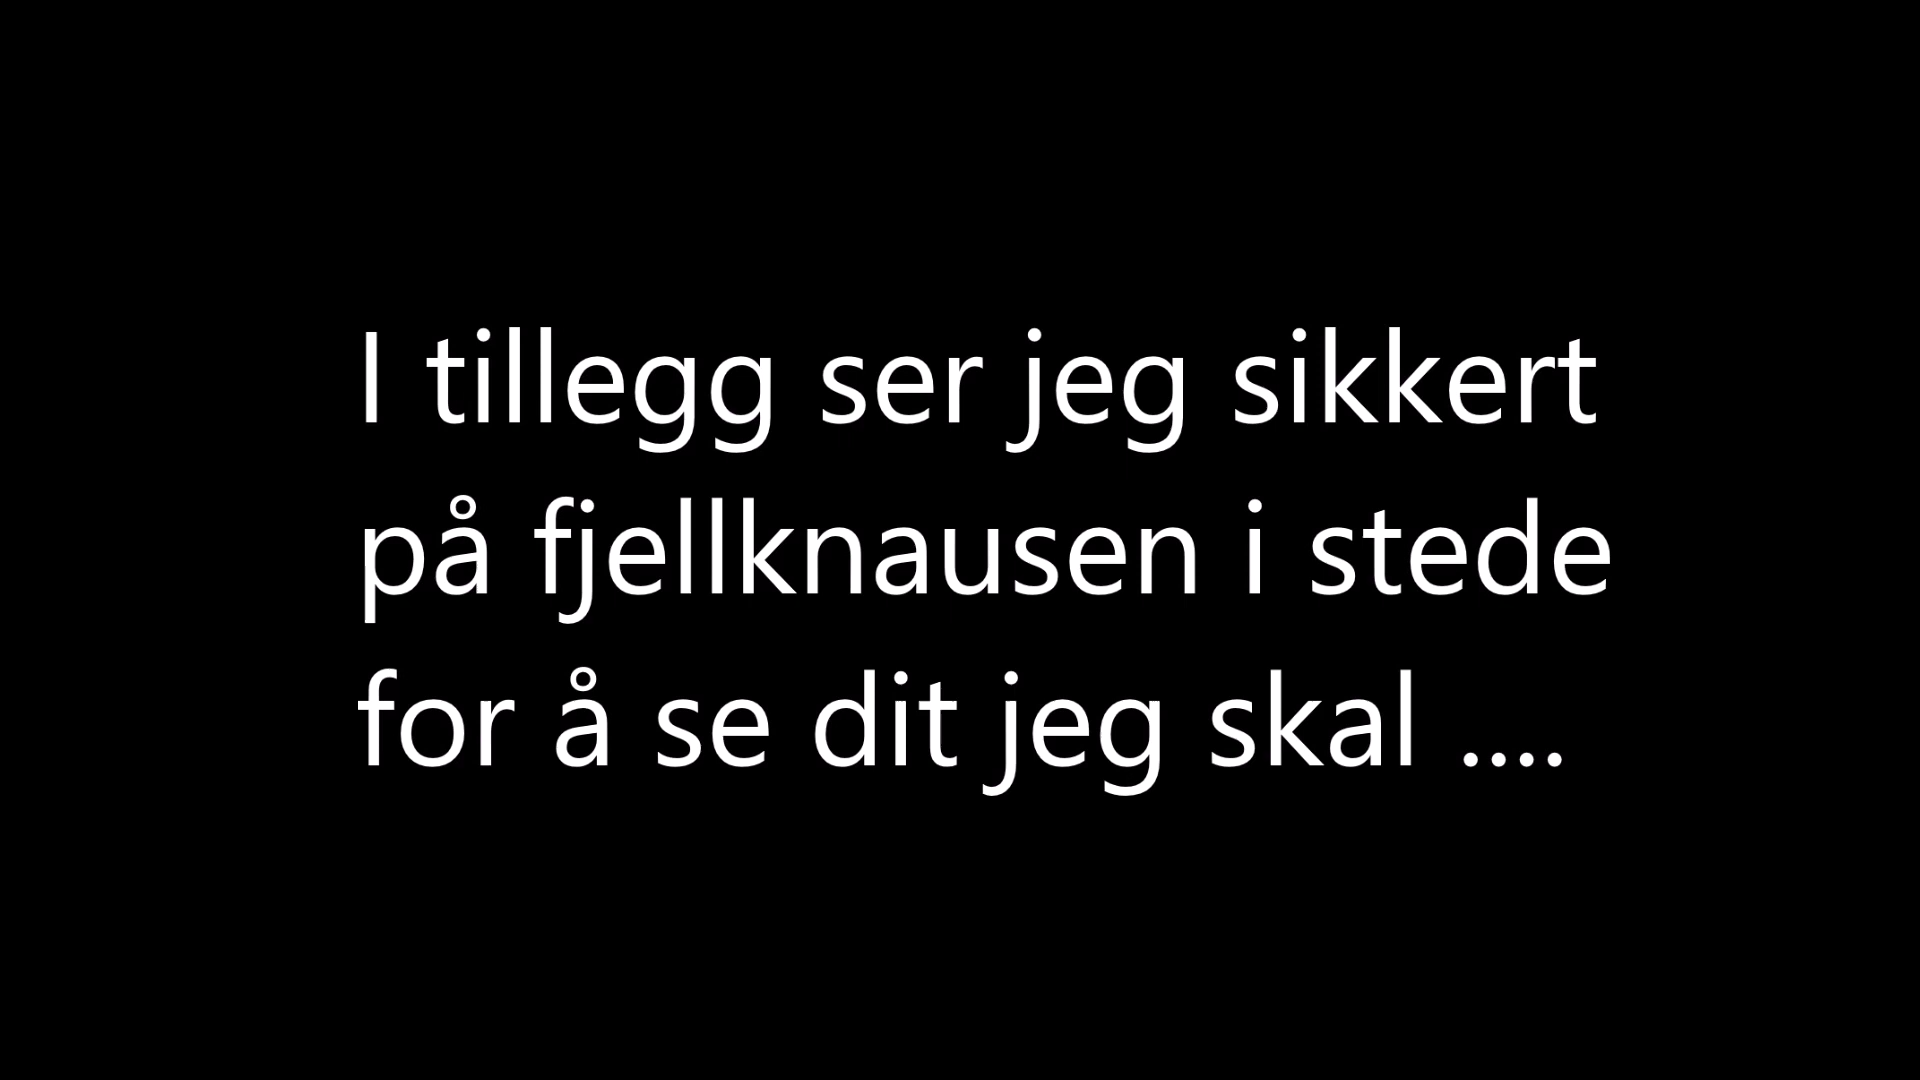 I tillegg ser jeg sikkert
på fjellknausen i stede
for å se dit jeg skal ....